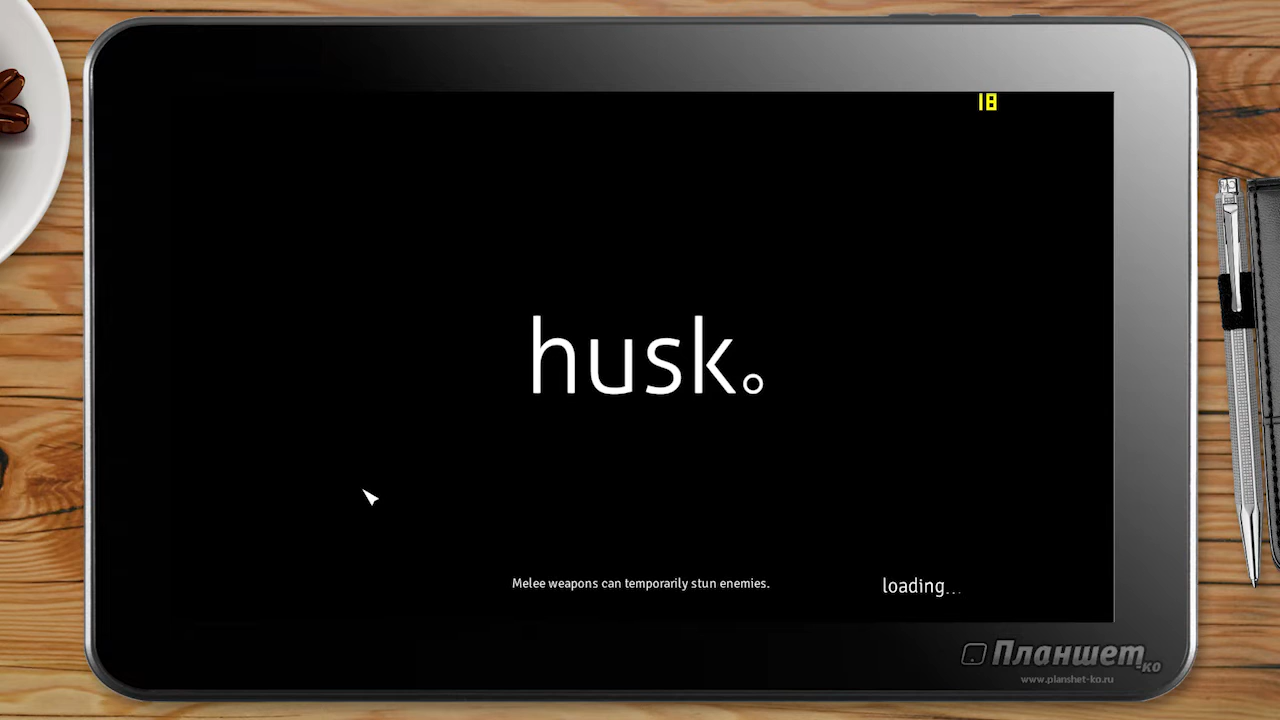 18
husk.
Melee weapons can temporarily stun enemies.
loading...
Планшет-ко
www.planshet-ko.ru